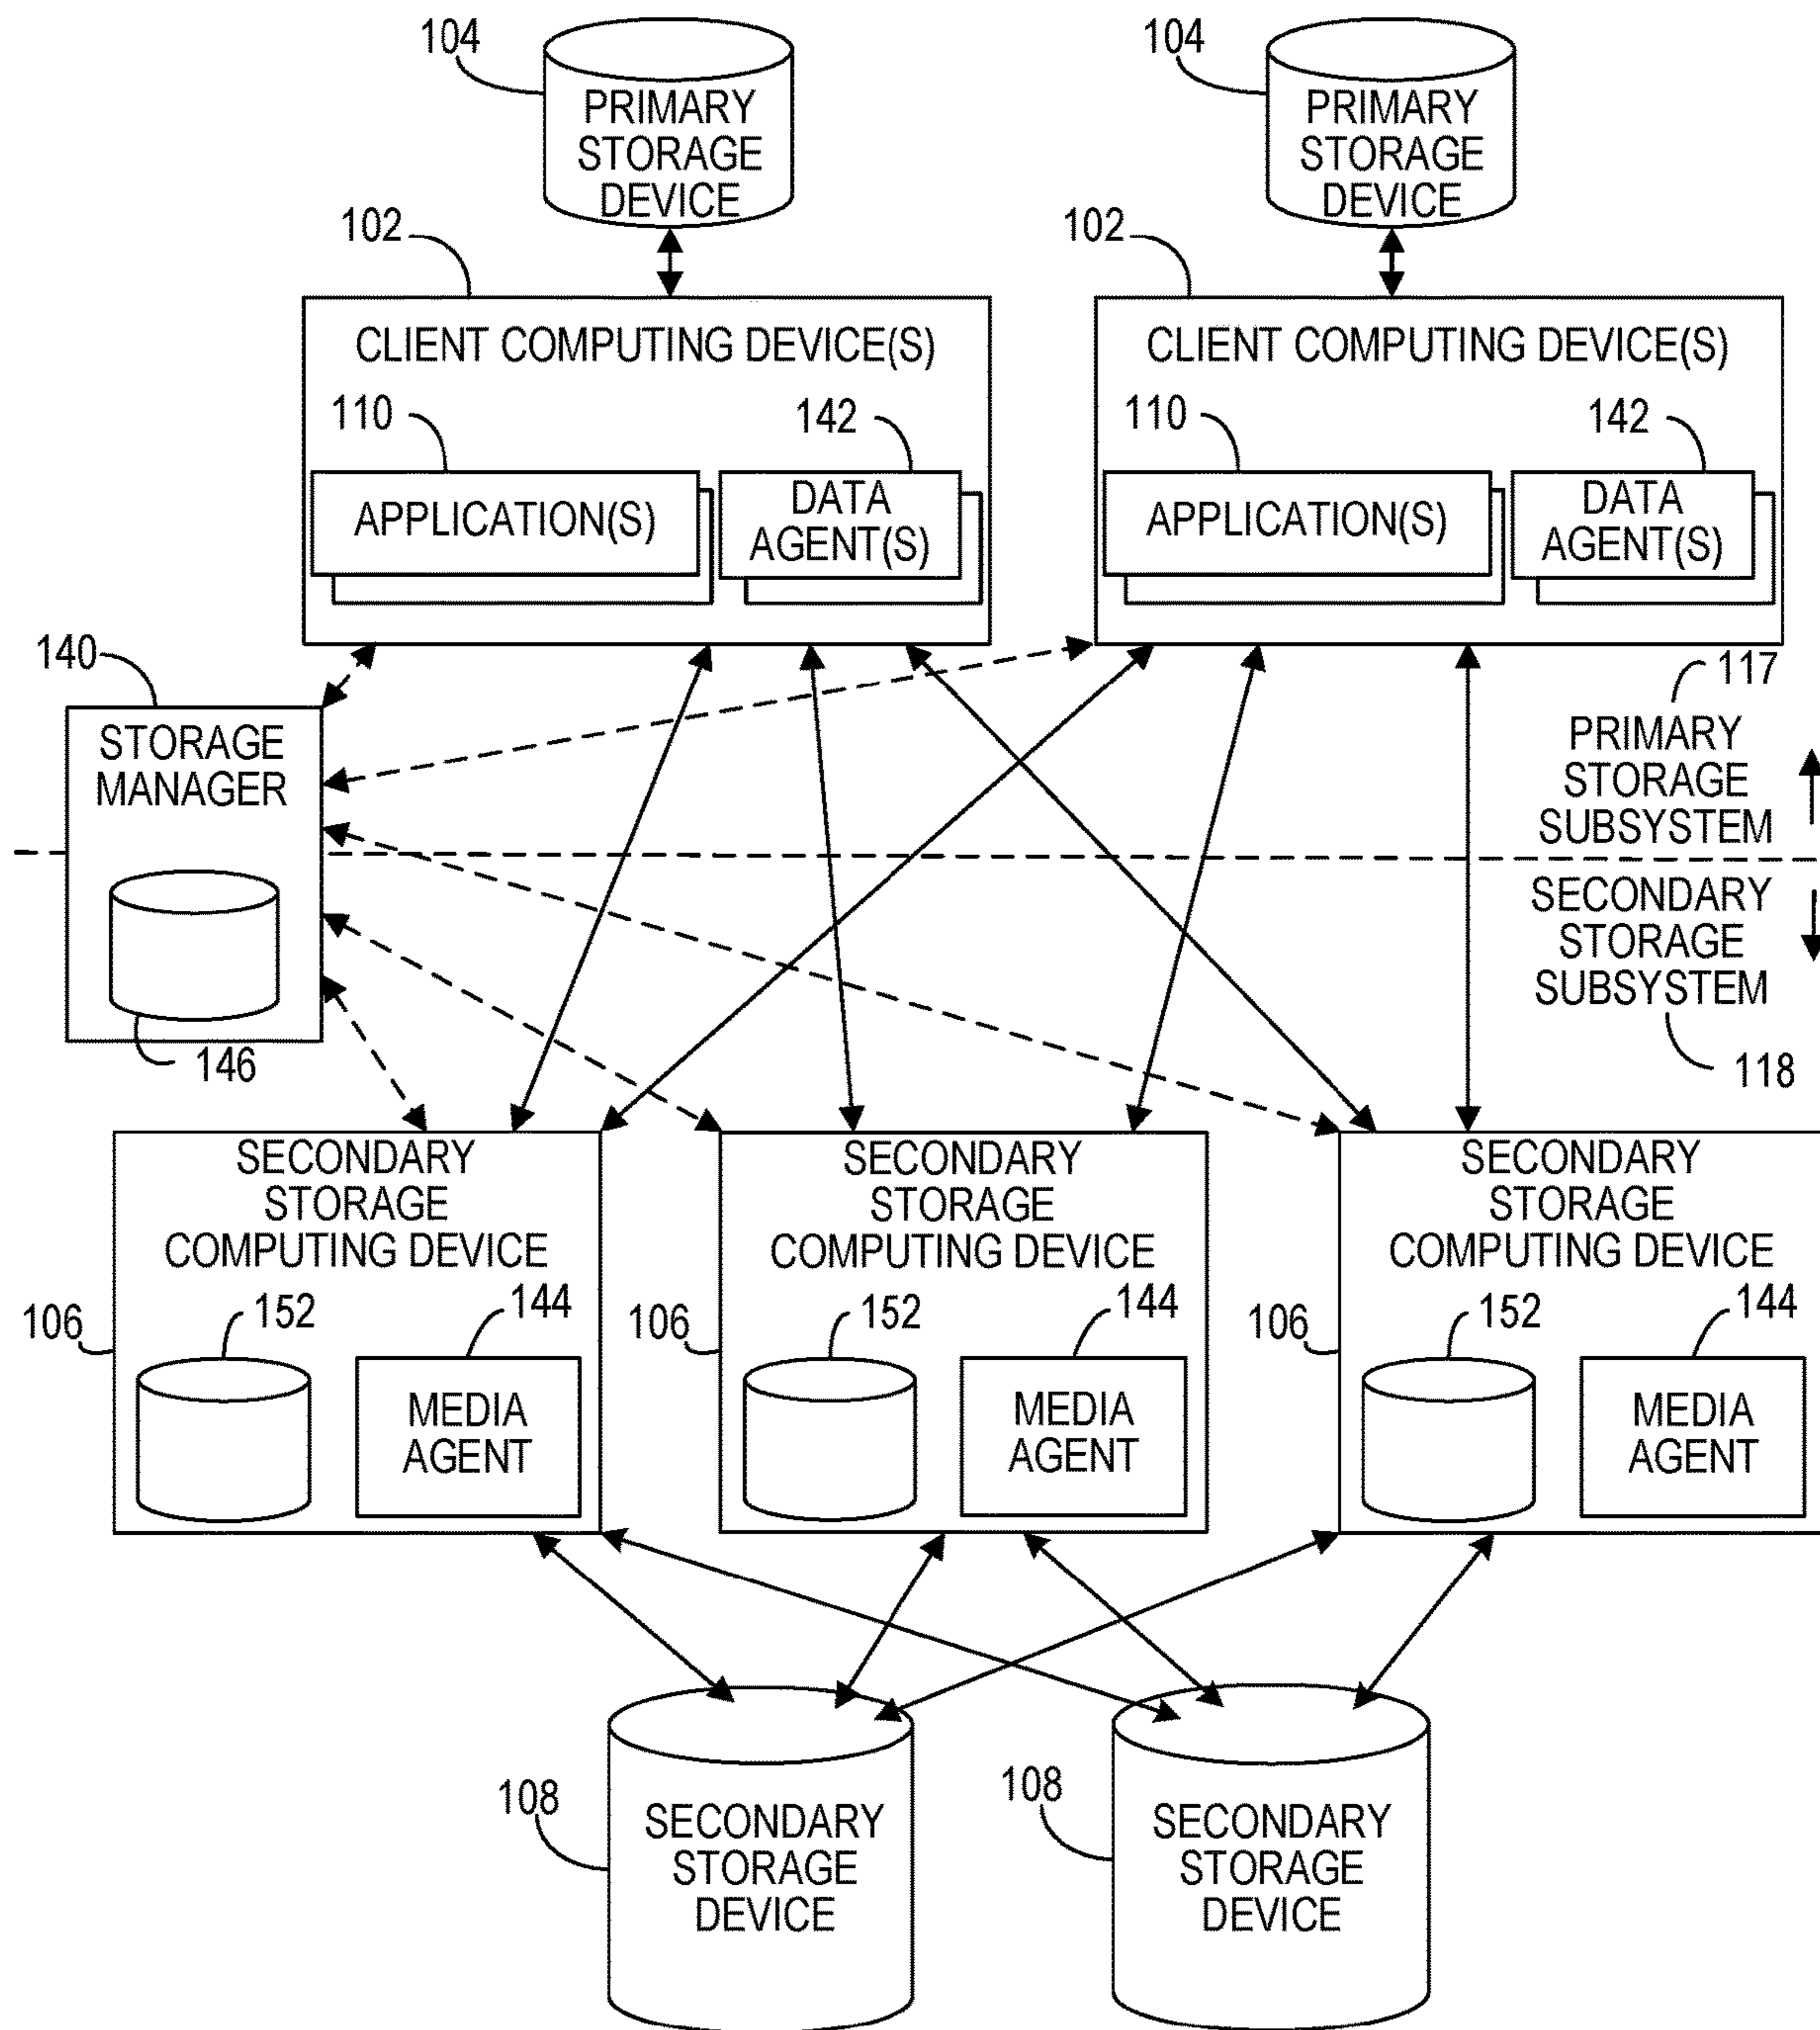 104
104
PRIMARY
STORAGE
DEVICE
PRIMARY
STORAGE
DEVICE
102
102
CLIENT COMPUTING DEVICE(S)
CLIENT COMPUTING DEVICE(S)
110
142
110
142
APPLICATION(S)
DATA
AGENT(S)
APPLICATION(S)
DATA
AGENT(S)
140
117
STORAGE
MANAGER
PRIMARY
STORAGE
SUBSYSTEM
SECONDARY
STORAGE
SUBSYSTEM
146
118
SECONDARY
STORAGE
COMPUTING DEVICE
SECONDARY
STORAGE
COMPUTING DEVICE
SECONDARY
STORAGE
COMPUTING DEVICE
106
152
144
106
152
144
106
152
144
MEDIA
AGENT
MEDIA
AGENT
MEDIA
AGENT
108
108
SECONDARY
STORAGE
DEVICE
SECONDARY
STORAGE
DEVICE